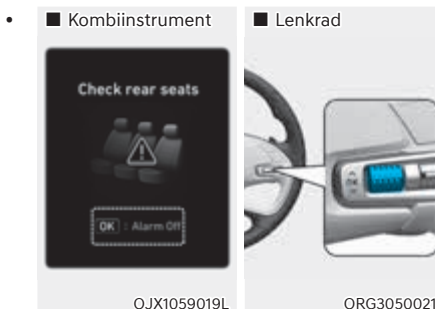 • ■ Kombiinstrument
■ Lenkrad
Check rear seats
OK : Alarm Off
OJX1059019L
ORG3050021